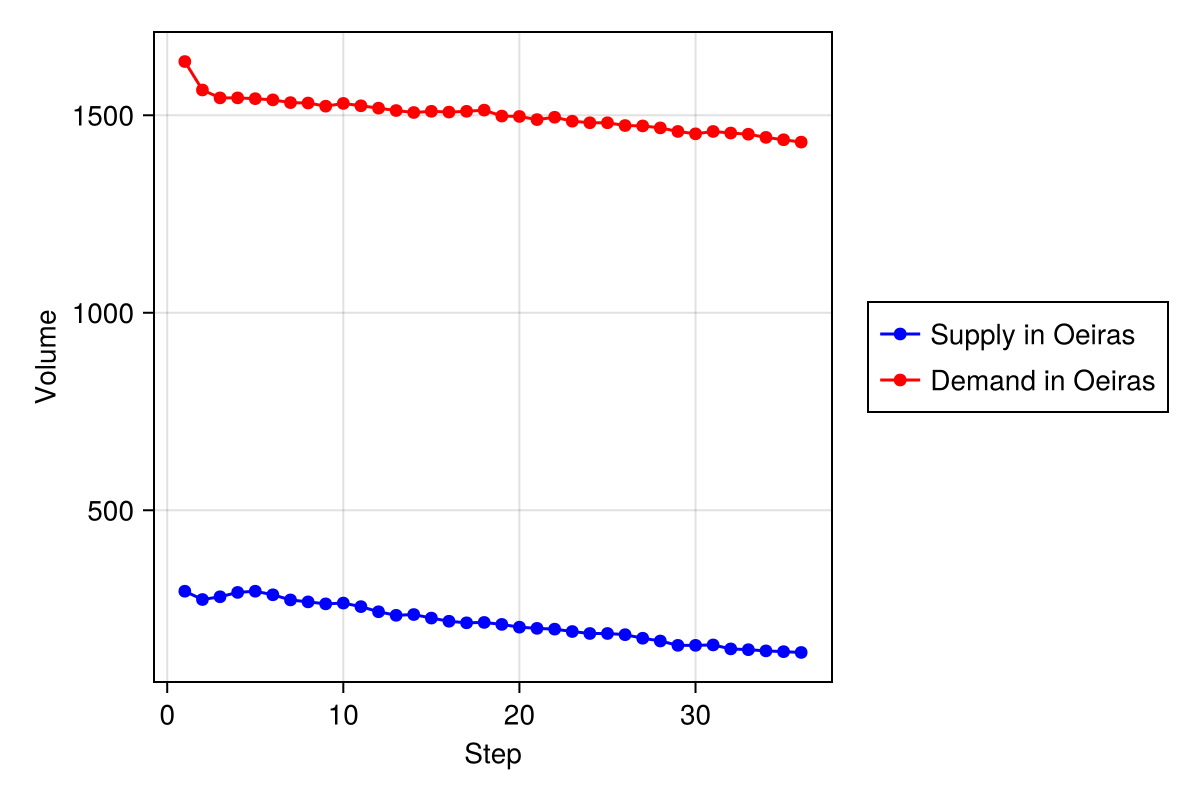 1500
1000
500
Volume
0 10 20 30
Step
Supply in Oeiras
Demand in Oeiras